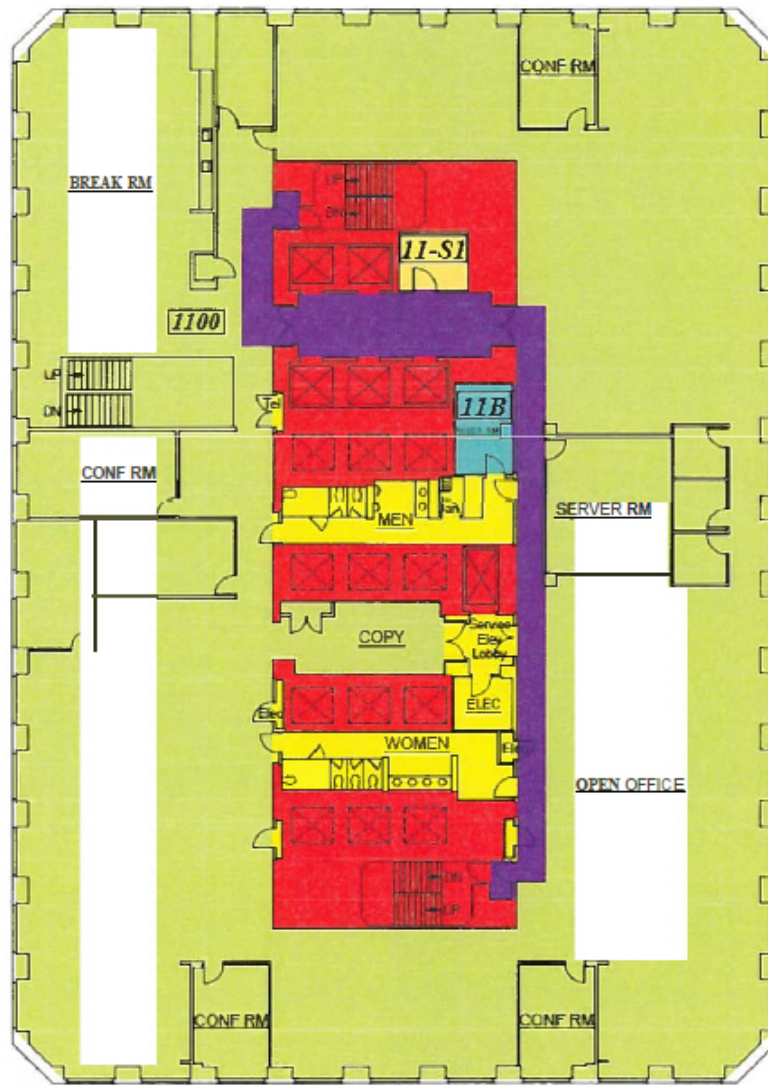 CONF RM
BREAK RM
UP
DN
11-S1
1100
UP
DN
Tel
11B
CONF RM
SERVER RM
MEN
Jan
COPY
Service
Elev
Lobby
ELEC
Elec
WOMEN
OPEN OFFICE
DN
UP
CONF RM
CONF RM